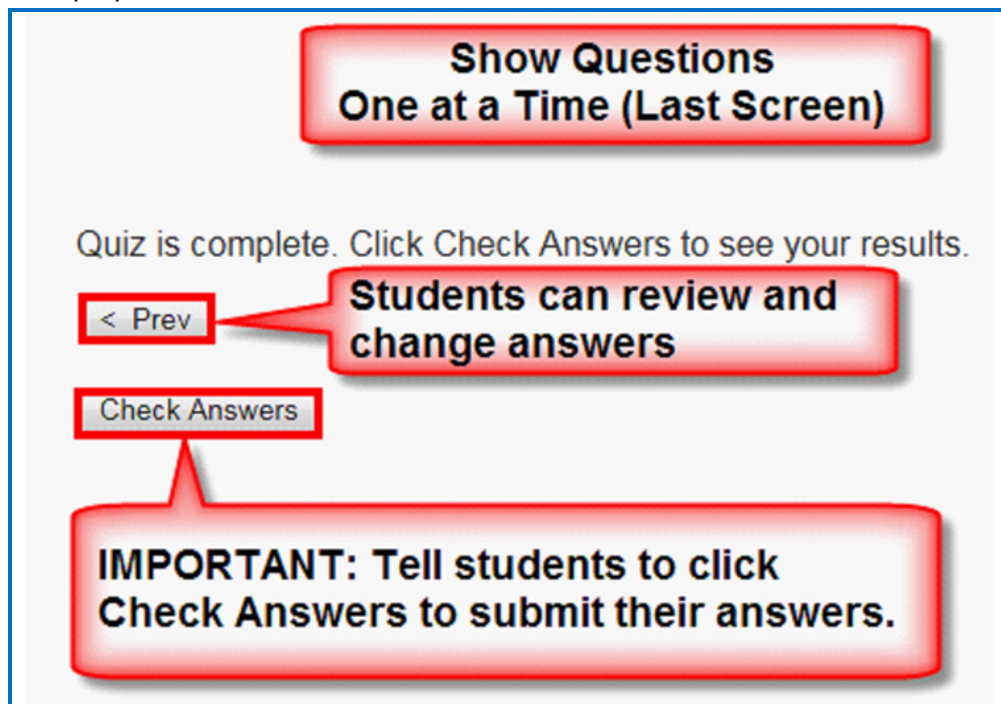 Show Questions
One at a Time (Last Screen)
Quiz is complete. Click Check Answers to see your results.
< Prev
Students can review and
change answers
Check Answers
IMPORTANT: Tell students to click
Check Answers to submit their answers.